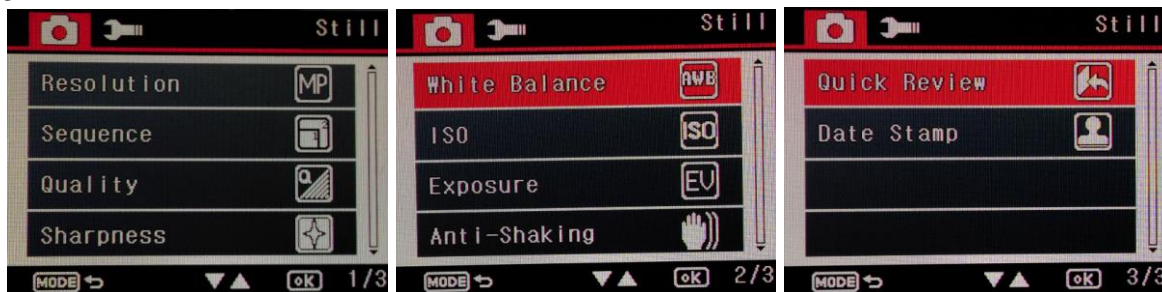 Still
Resolution MP
Sequence
Quality Q
Sharpness
MODE OK 1/3
Still
White Balance AWB
ISO ISO
Exposure EV
Anti-Shaking
MODE OK 2/3
Still
Quick Review
Date Stamp
MODE OK 3/3